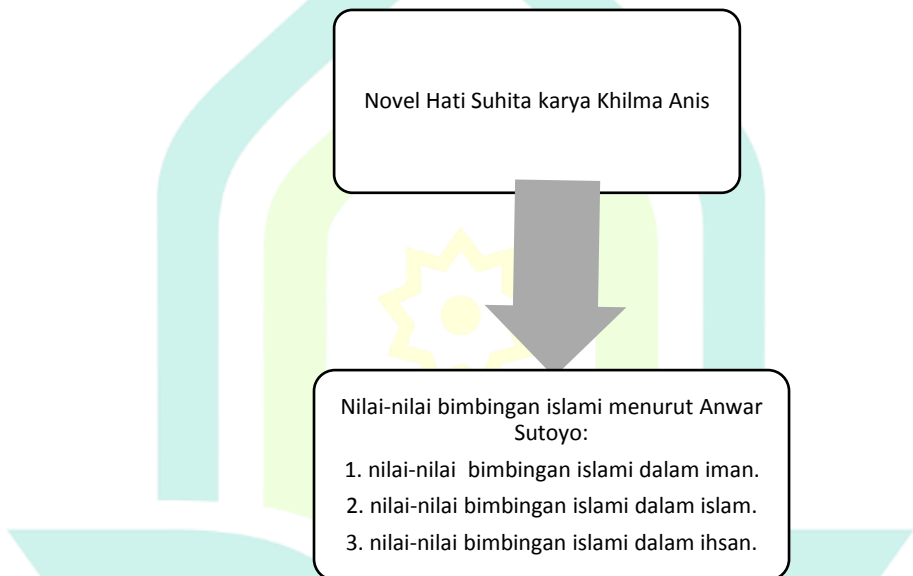 Novel Hati Suhita karya Khilma Anis
Nilai-nilai bimbingan islami menurut Anwar
Sutoyo:
1. nilai-nilai bimbingan islami dalam iman.
2. nilai-nilai bimbingan islami dalam islam.
3. nilai-nilai bimbingan islami dalam ihsan.